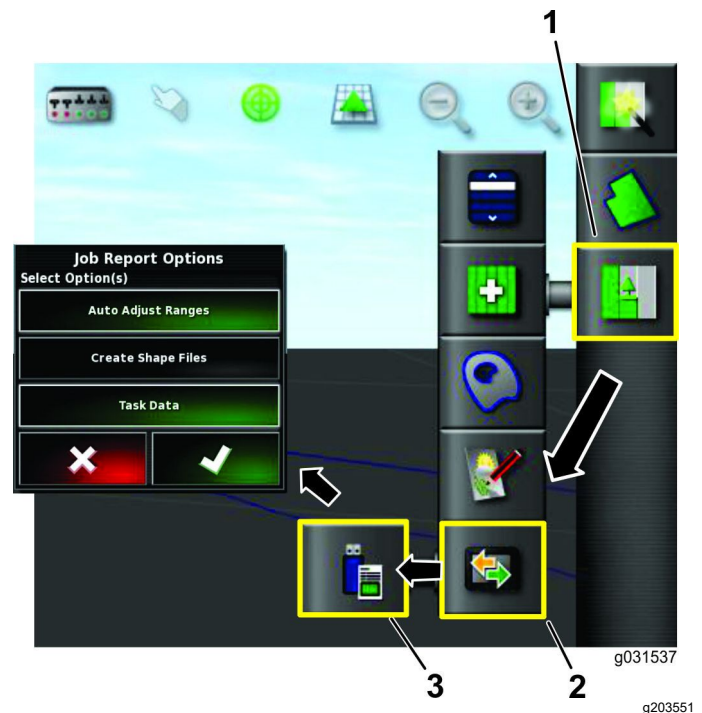 1
Job Report Options
Select Option(s)
Auto Adjust Ranges
Create Shape Files
Task Data
3
2
g031537
g203551